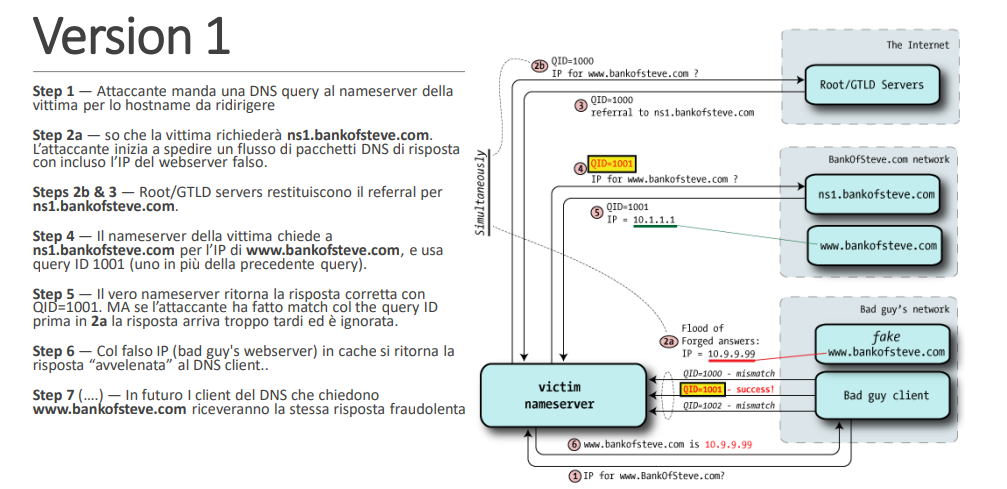 Version 1
Step 1 — Attaccante manda una DNS query al nameserver della
vittima per lo hostname da ridirigere
Step 2a — so che la vittima richiederà ns1.bankofsteve.com.
L’attaccante inizia a spedire un flusso di pacchetti DNS di risposta
con incluso l’IP del webserver falso.
Steps 2b & 3 — Root/GTLD servers restituiscono il referral per
ns1.bankofsteve.com.
Step 4 — Il nameserver della vittima chiede a
ns1.bankofsteve.com per l’IP di www.bankofsteve.com, e usa
query ID 1001 (uno in più della precedente query).
Step 5 — Il vero nameserver ritorna la risposta corretta con
QID=1001. MA se l’attaccante ha fatto match col the query ID
prima in 2a la risposta arriva troppo tardi ed è ignorata.
Step 6 — Col falso IP (bad guy's webserver) in cache si ritorna la
risposta “avvelenata” al DNS client..
Step 7 (....) — In futuro I client del DNS che chiedono
www.bankofsteve.com riceveranno la stessa risposta fraudolenta
The Internet
Root/GTLD Servers
2b QID=1000
IP for www.bankofsteve.com ?
3 QID=1000
referral to ns1.bankofsteve.com
Simultaneously
BankOfSteve.com network
ns1.bankofsteve.com
www.bankofsteve.com
4 QID=1001
IP for www.bankofsteve.com ?
5 QID=1001
IP = 10.1.1.1
Bad guy's network
fake
www.bankofsteve.com
Bad guy client
2a Flood of
Forged answers:
IP = 10.9.9.99
QID=1000 - mismatch
QID=1001 - success!
QID=1002 - mismatch
victim
nameserver
6 www.bankofsteve.com is 10.9.9.99
1 IP for www.BankOfSteve.com?